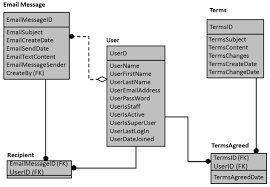 Email Message
EmailMessageID
EmailSubject
EmailCreateDate
EmailSendDate
EmailTextContent
EmailMessageSender
CreateBy (FK)
User
UserD
UserName
UserFirstName
UserLastName
UserEmailAddress
UserPassWord
UserIsStaff
UserIsActive
UserIsSuperUser
UserLastLogin
UserDateJoined
Terms
TermsID
TermsSubject
TermsContent
TermsChanges
TermsCreateDate
TermsChangeDate
Recipient
EmailMessageID (FK)
UserID (FK)
TermsAgreed
TermsID (FK)
UserID (FK)
TermsAgreedDate